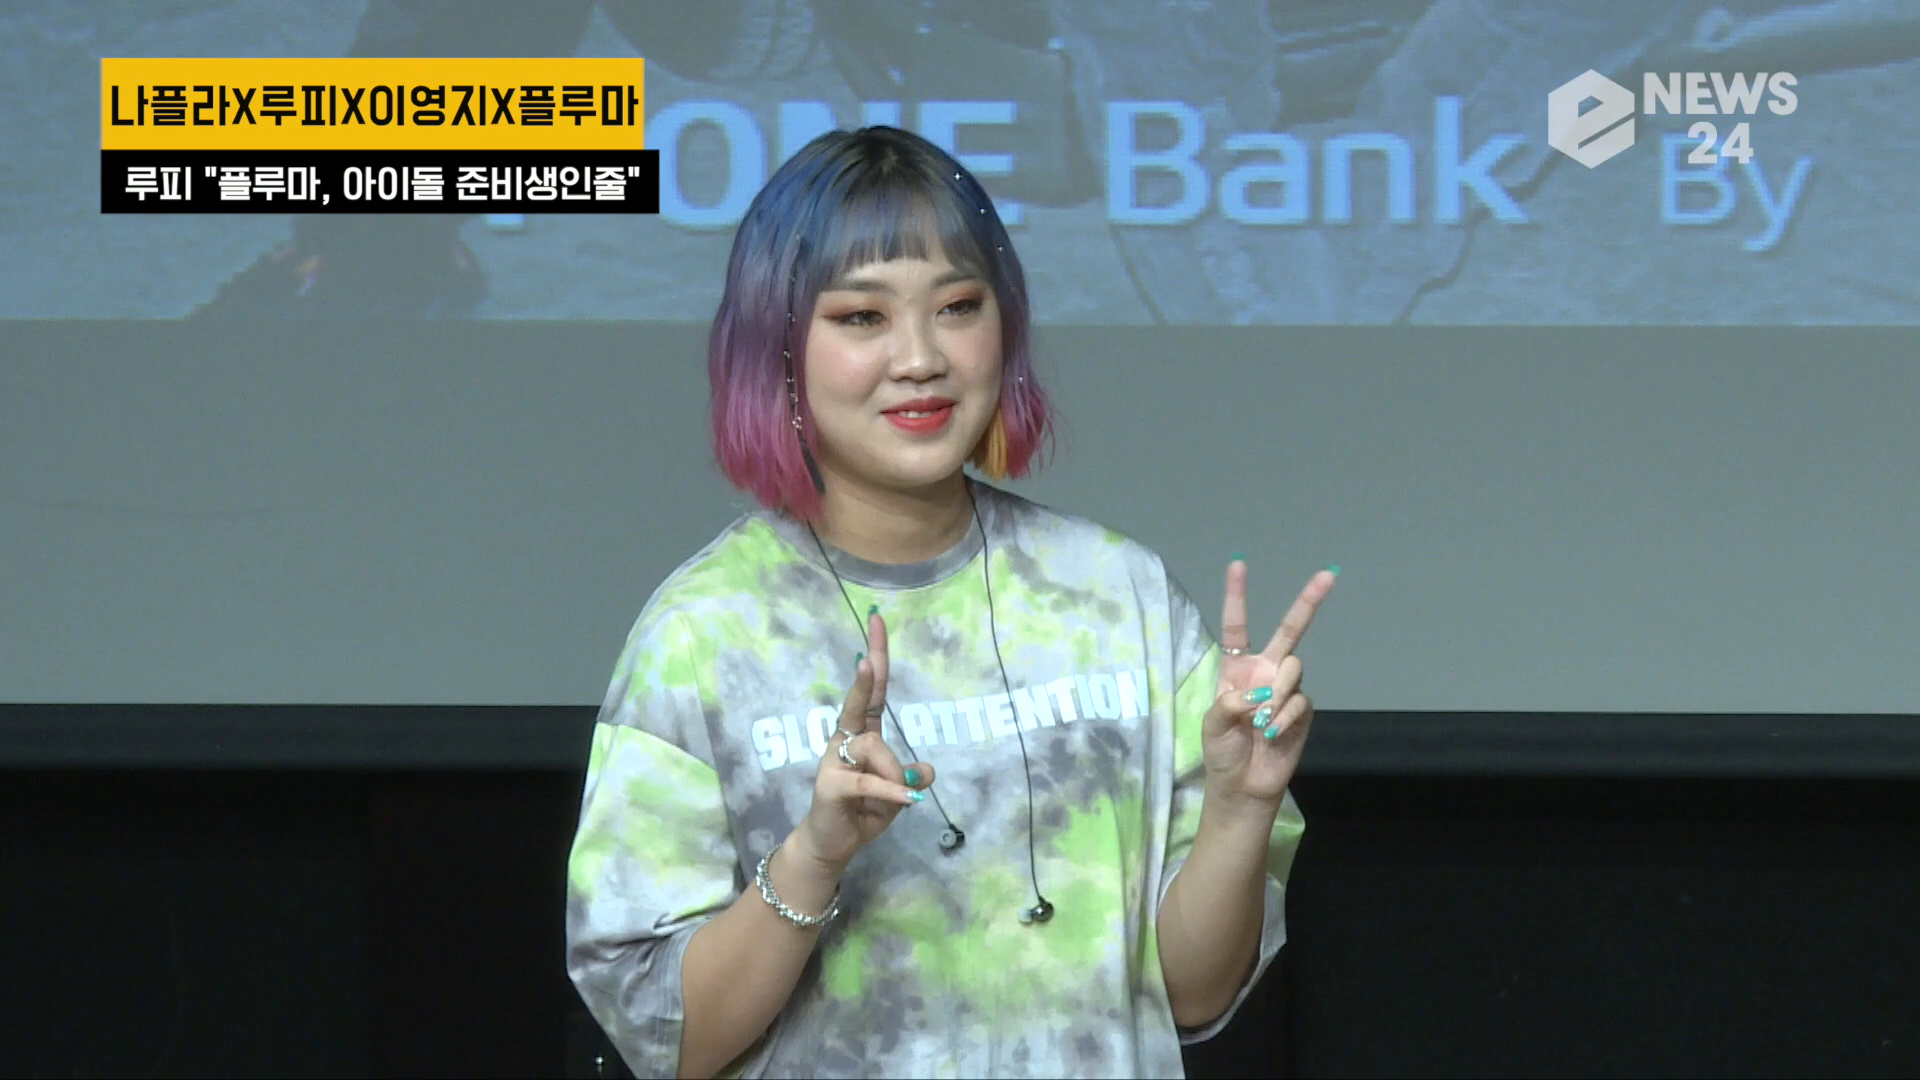 나플라X루피X이영지X플루마
루피 "플루마, 아이돌 준비생인줄"
NEWS
24
ONE Bank By
ATTENTION